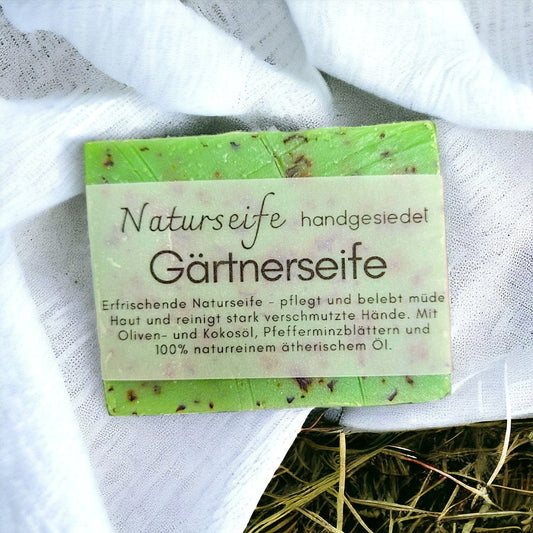 Naturseife handgesiedet
Gärtnerseife
Erfrischende Naturseife - pflegt und belebt müde
Haut und reinigt stark verschmutzte Hände. Mit
Oliven- und Kokosöl, Pfefferminzblättern und
100% naturreinem ätherischem Öl.